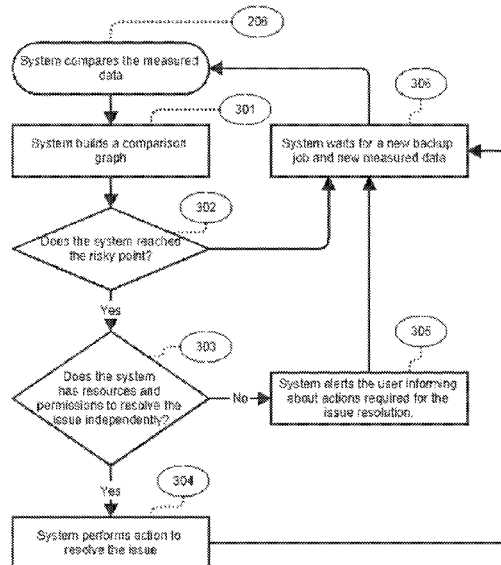 206
System compares the measured
data
301
System builds a comparison
graph
306
System waits for a new backup
job and new measured data
302
Does the system reached
the risky point?
Yes
303
Does the system
has resources and
permissions to resolve the
issue independently?
No
305
System alerts the user informing
about actions required for the
issue resolution.
Yes
304
System performs action to
resolve the issue